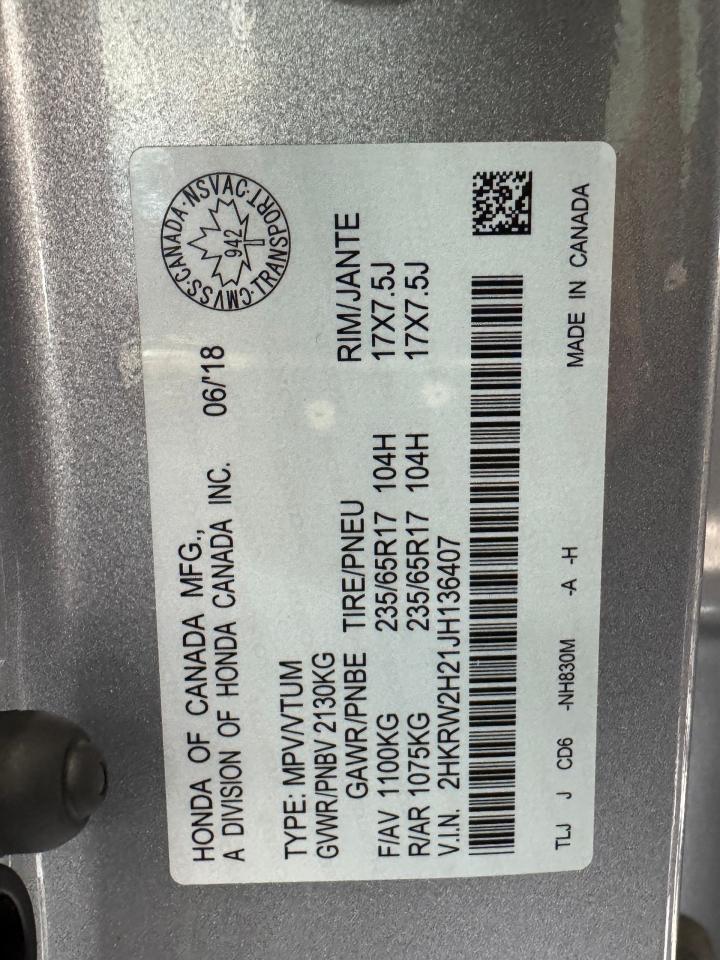 HONDA OF CANADA MFG.,
A DIVISION OF HONDA CANADA INC. 06/'18
CMVSS·CANADA·NSVAC·TRANSPORT·
942
TYPE: MPV/VTUM
GVWR/PNBV 2130KG
GAWR/PNBE TIRE/PNEU RIM/JANTE
F/AV 1100KG 235/65R17 104H 17X7.5J
R/AR 1075KG 235/65R17 104H 17X7.5J
V.I.N. 2HKRW2H21JH136407
TLJ J CD6 -NH830M -A -H MADE IN CANADA